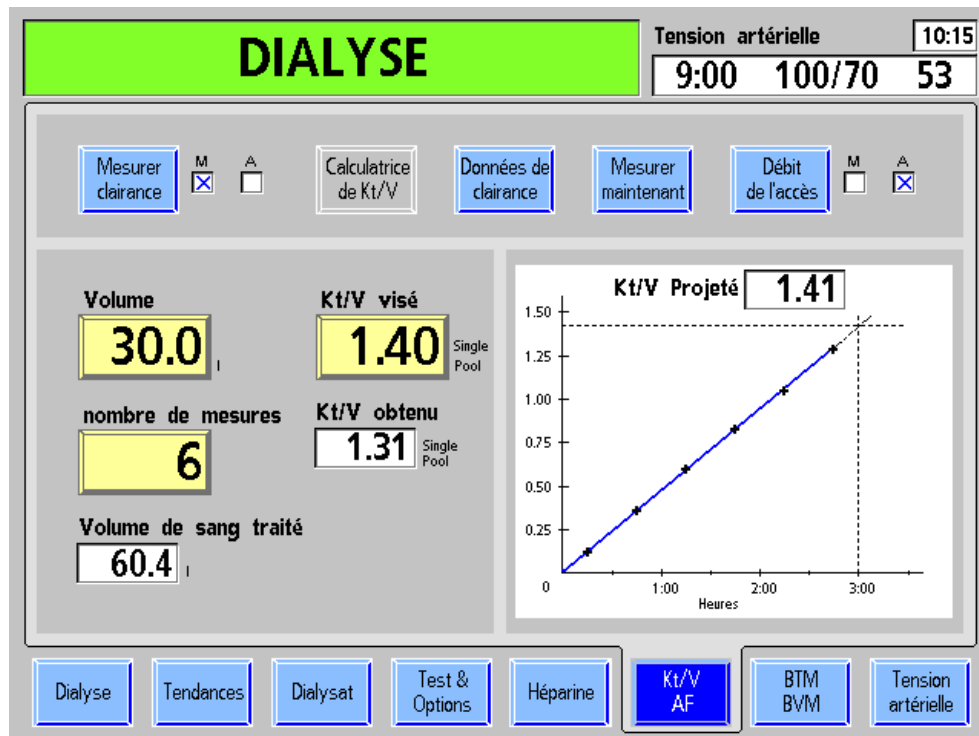 DIALYSE
Tension artérielle
10:15
9:00 100/70 53
Mesurer
clairance
M A
Calculatrice
de Kt/V
Données de
clairance
Mesurer
maintenant
Débit
de l'accès
M A
Volume
30.0 l
Kt/V visé
1.40 Single
Pool
nombre de mesures
6
Kt/V obtenu
1.31 Single
Pool
Volume de sang traité
60.4 l
Kt/V Projeté 1.41
1.50
1.25
1.00
0.75
0.50
0.25
0 1:00 2:00 3:00
Heures
Dialyse
Tendances
Dialysat
Test &
Options
Héparine
Kt/V
AF
BTM
BVM
Tension
artérielle